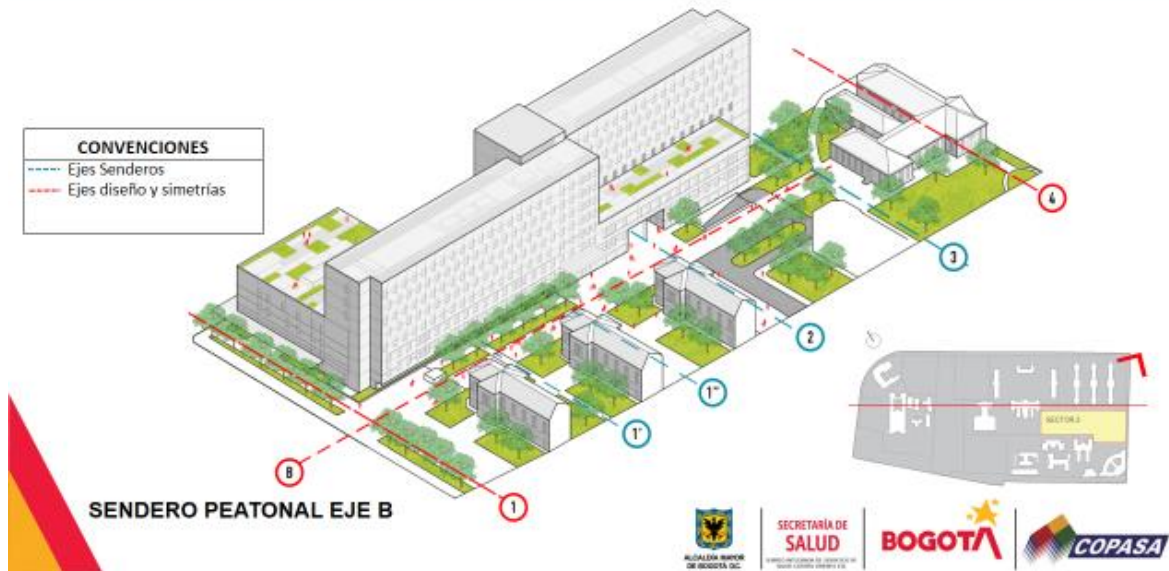 CONVENCIONES
Ejes Senderos
Ejes diseño y simetrías
4
3
2
1''
1'
B
1
SECTOR 2
SENDERO PEATONAL EJE B
ALCALDÍA MAYOR
DE BOGOTÁ D.C.
SECRETARÍA DE
SALUD
BOGOTÁ
COPASA